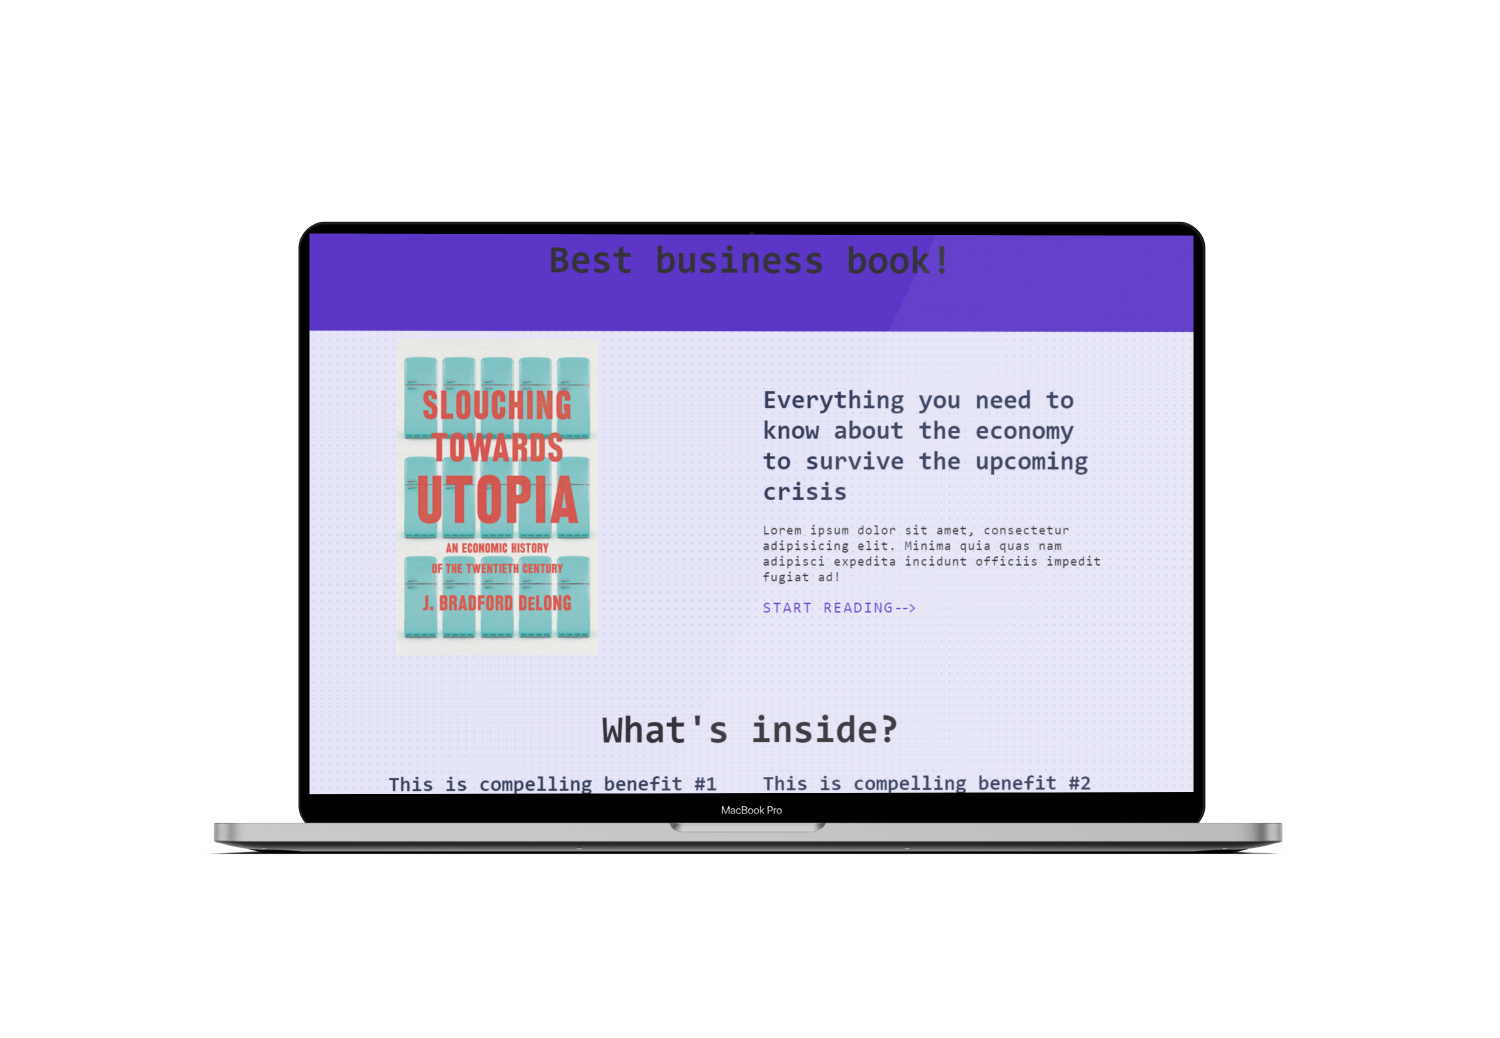 Best business book!
SLOUCHING
TOWARDS
UTOPIA
AN ECONOMIC HISTORY
OF THE TWENTIETH CENTURY
J. BRADFORD DeLONG
Everything you need to
know about the economy
to survive the upcoming
crisis
Lorem ipsum dolor sit amet, consectetur
adipisicing elit. Minima quia quas nam
adipisci expedita incidunt officiis impedit
fugiat ad!
START READING-->
What's inside?
This is compelling benefit #1
This is compelling benefit #2
MacBook Pro